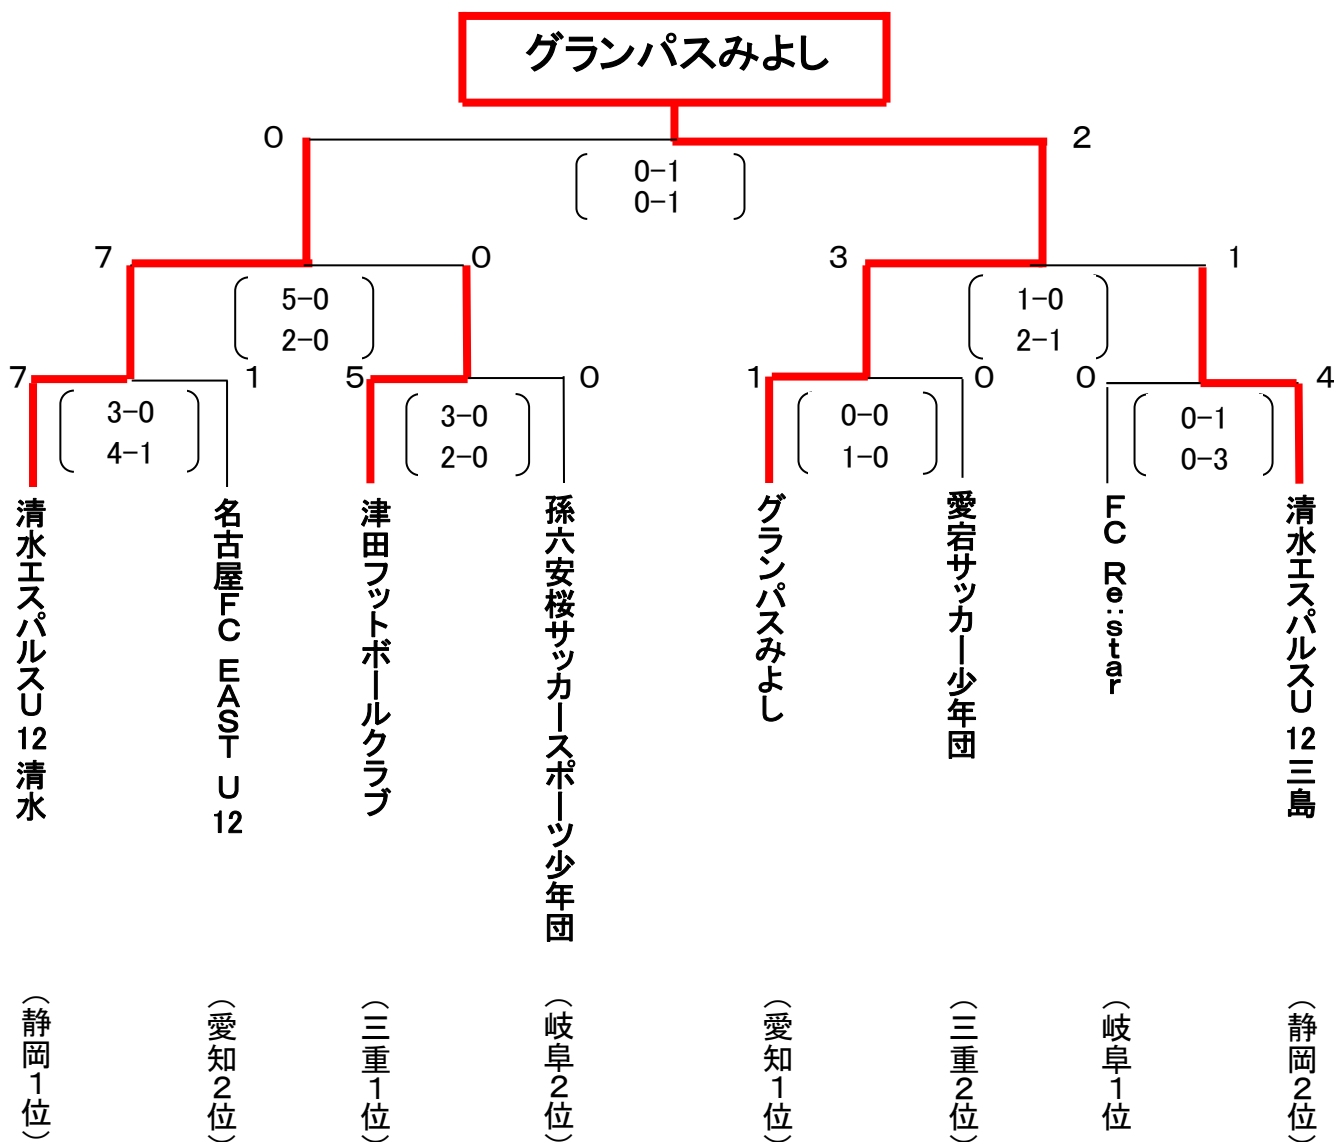 グランパスみよし
0
2
0-1
0-1
7
0
3
1
5-0
2-0
1-0
2-1
7
1
5
0
1
0
0
4
3-0
4-1
3-0
2-0
0-0
1-0
0-1
0-3
清水エスパルスU12清水
名古屋FC EAST U12
津田フットボールクラブ
孫六安桜サッカースポーツ少年団
グランパスみよし
愛宕サッカー少年団
FC Re:star
清水エスパルスU12三島
（静岡1位）
（愛知2位）
（三重1位）
（岐阜2位）
（愛知1位）
（三重2位）
（岐阜1位
（静岡2位）